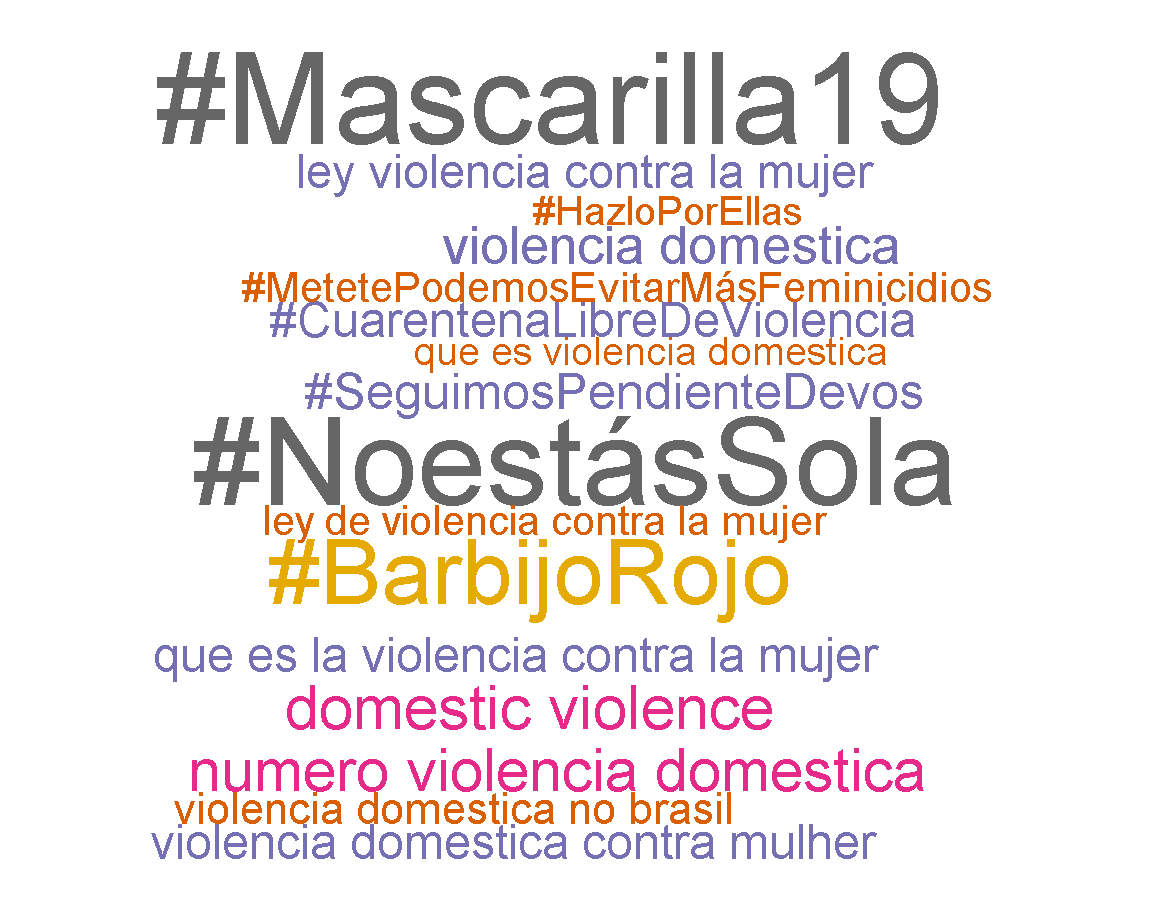 #Mascarilla19
ley violencia contra la mujer
#HazloPorEllas
violencia domestica
#MetetePodemosEvitarMásFeminicidios
#CuarentenaLibreDeViolencia
que es violencia domestica
#SeguimosPendienteDevos
#NoestásSola
ley de violencia contra la mujer
#BarbijoRojo
que es la violencia contra la mujer
domestic violence
numero violencia domestica
violencia domestica no brasil
violencia domestica contra mulher